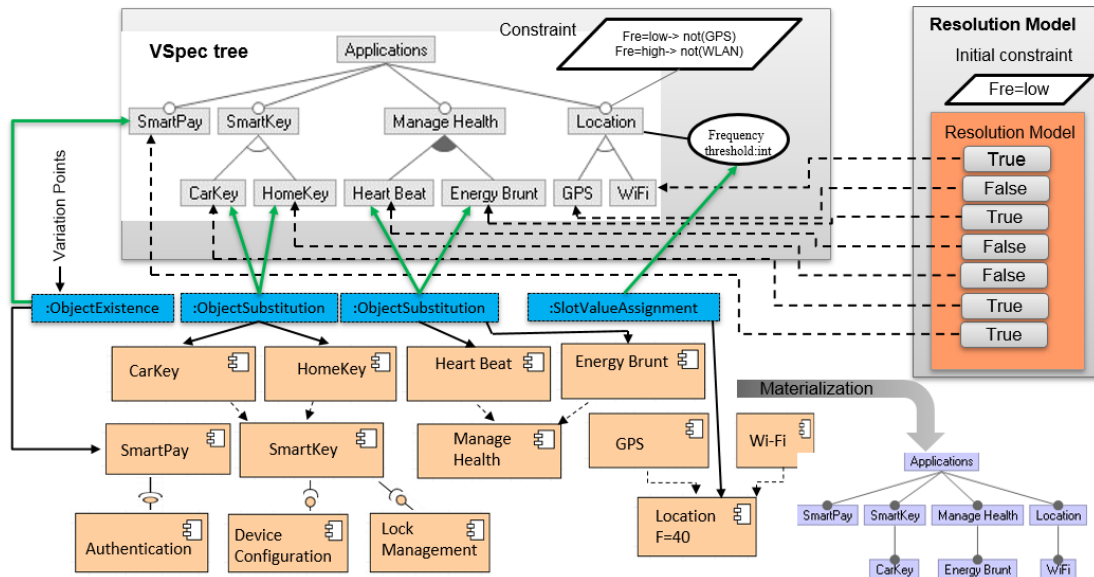 VSpec tree
Constraint
Fre=low-> not(GPS)
Fre=high-> not(WLAN)
Applications
SmartPay
SmartKey
Manage Health
Location
Frequency
threshold:int
CarKey
HomeKey
Heart Beat
Energy Brunt
GPS
WiFi
Resolution Model
Initial constraint
Fre=low
Resolution Model
True
False
True
False
False
True
True
Variation Points
:ObjectExistence
:ObjectSubstitution
:ObjectSubstitution
:SlotValueAssignment
CarKey
HomeKey
Heart Beat
Energy Brunt
SmartPay
SmartKey
Manage
Health
GPS
Wi-Fi
Authentication
Device
Configuration
Lock
Management
Location
F=40
Materialization
Applications
SmartPay
SmartKey
Manage Health
Location
CarKey
Energy Brunt
WiFi